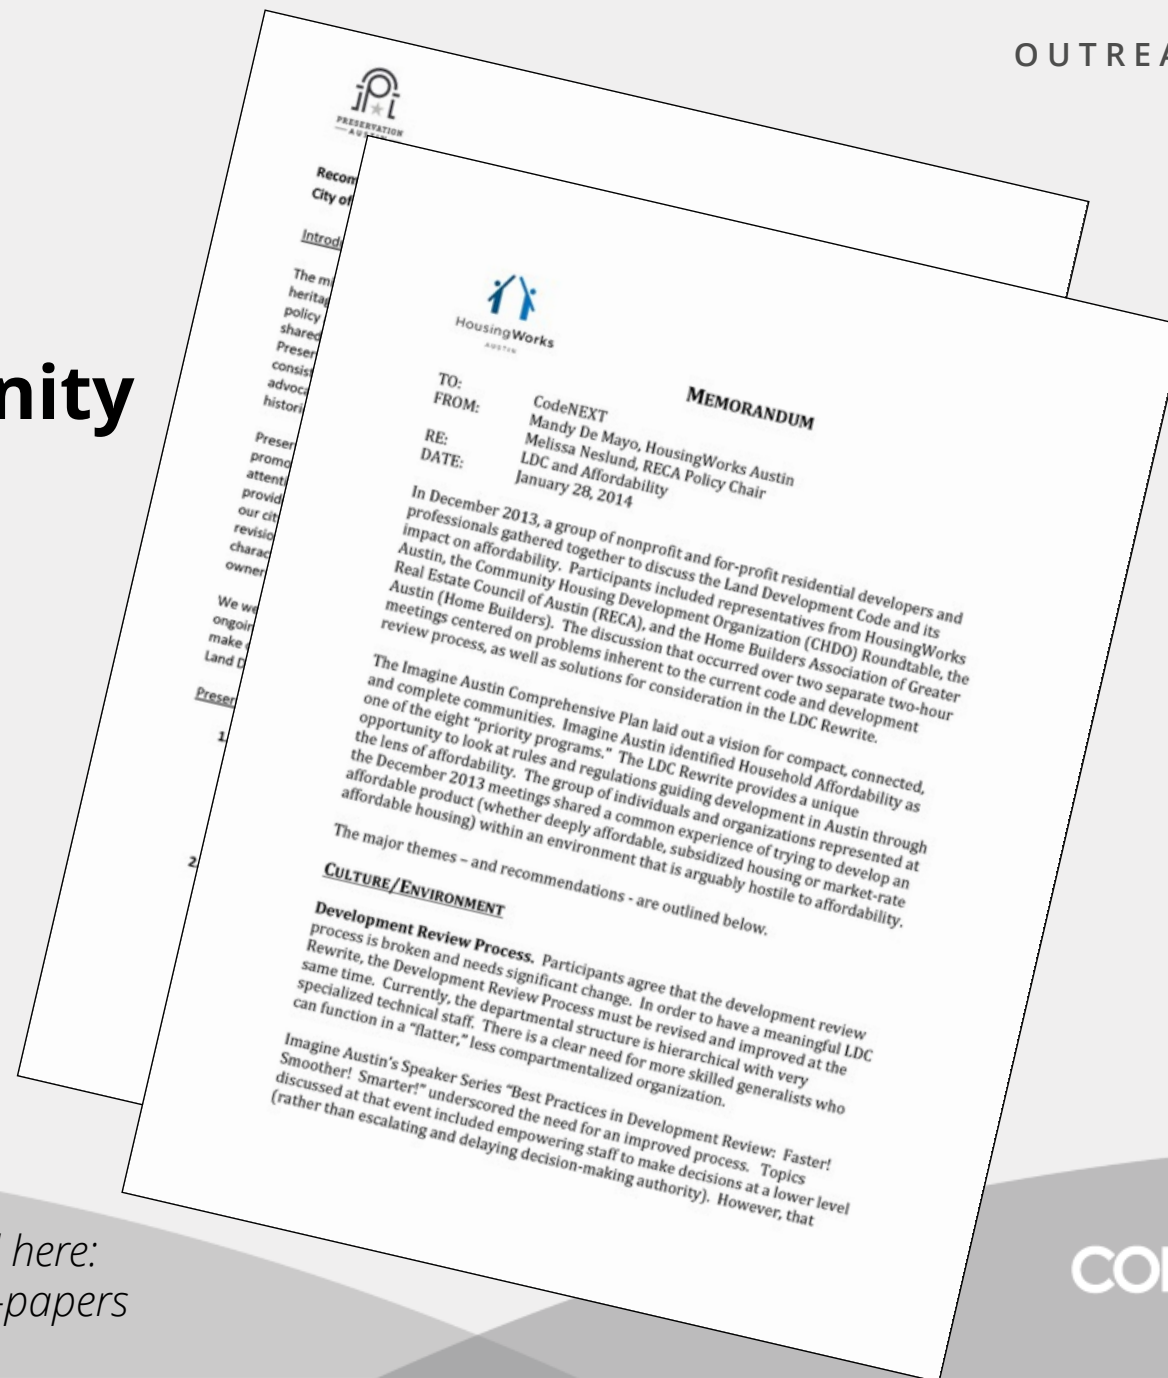 OUTREA
PRESERVATION
AUSTIN
Recom
City of
Introd
The mi
heritag
policy
shared
Preser
consist
advoca
histori
Preser
promo
attenti
provid
our cit
revisio
charac
owner
We we
ongoin
make
Land D
Preser
1.
2
nity
here:
-papers
HousingWorks
AUSTIN
MEMORANDUM
TO: CodeNEXT
FROM: Mandy De Mayo, HousingWorks Austin
Melissa Neslund, RECA Policy Chair
RE: LDC and Affordability
DATE: January 28, 2014
In December 2013, a group of nonprofit and for-profit residential developers and
professionals gathered together to discuss the Land Development Code and its
impact on affordability. Participants included representatives from HousingWorks
Austin, the Community Housing Development Organization (CHDO) Roundtable, the
Real Estate Council of Austin (RECA), and the Home Builders Association of Greater
Austin (Home Builders). The discussion that occurred over two separate two-hour
meetings centered on problems inherent to the current code and development
review process, as well as solutions for consideration in the LDC Rewrite.
The Imagine Austin Comprehensive Plan laid out a vision for compact, connected,
and complete communities. Imagine Austin identified Household Affordability as
one of the eight “priority programs.” The LDC Rewrite provides a unique
opportunity to look at rules and regulations guiding development in Austin through
the lens of affordability. The group of individuals and organizations represented at
the December 2013 meetings shared a common experience of trying to develop an
affordable product (whether deeply affordable, subsidized housing or market-rate
affordable housing) within an environment that is arguably hostile to affordability.
The major themes – and recommendations - are outlined below.
CULTURE/ENVIRONMENT
Development Review Process. Participants agree that the development review
process is broken and needs significant change. In order to have a meaningful LDC
Rewrite, the Development Review Process must be revised and improved at the
same time. Currently, the departmental structure is hierarchical with very
specialized technical staff. There is a clear need for more skilled generalists who
can function in a “flatter,” less compartmentalized organization.
Imagine Austin’s Speaker Series “Best Practices in Development Review: Faster!
Smoother! Smarter!” underscored the need for an improved process. Topics
discussed at that event included empowering staff to make decisions at a lower level
(rather than escalating and delaying decision-making authority). However, that
CO